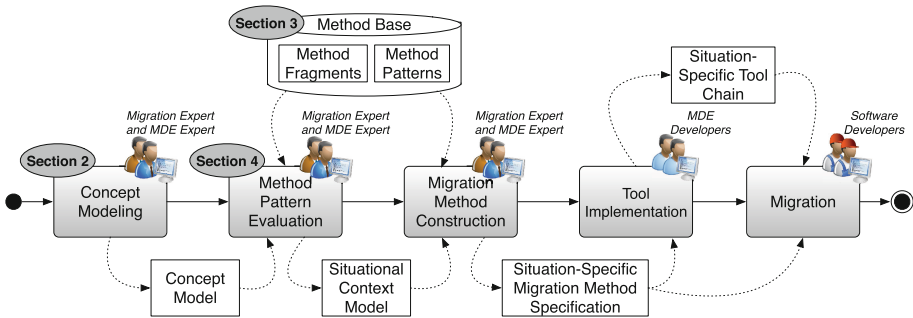 Section 3
Method Base
Method
Fragments
Method
Patterns
Situation-
Specific Tool
Chain
Migration Expert
and MDE Expert
Migration Expert
and MDE Expert
Migration Expert
and MDE Expert
MDE
Developers
Software
Developers
Section 2
Section 4
Concept
Modeling
Method
Pattern
Evaluation
Migration
Method
Construction
Tool
Implementation
Migration
Concept
Model
Situational
Context
Model
Situation-Specific
Migration Method
Specification